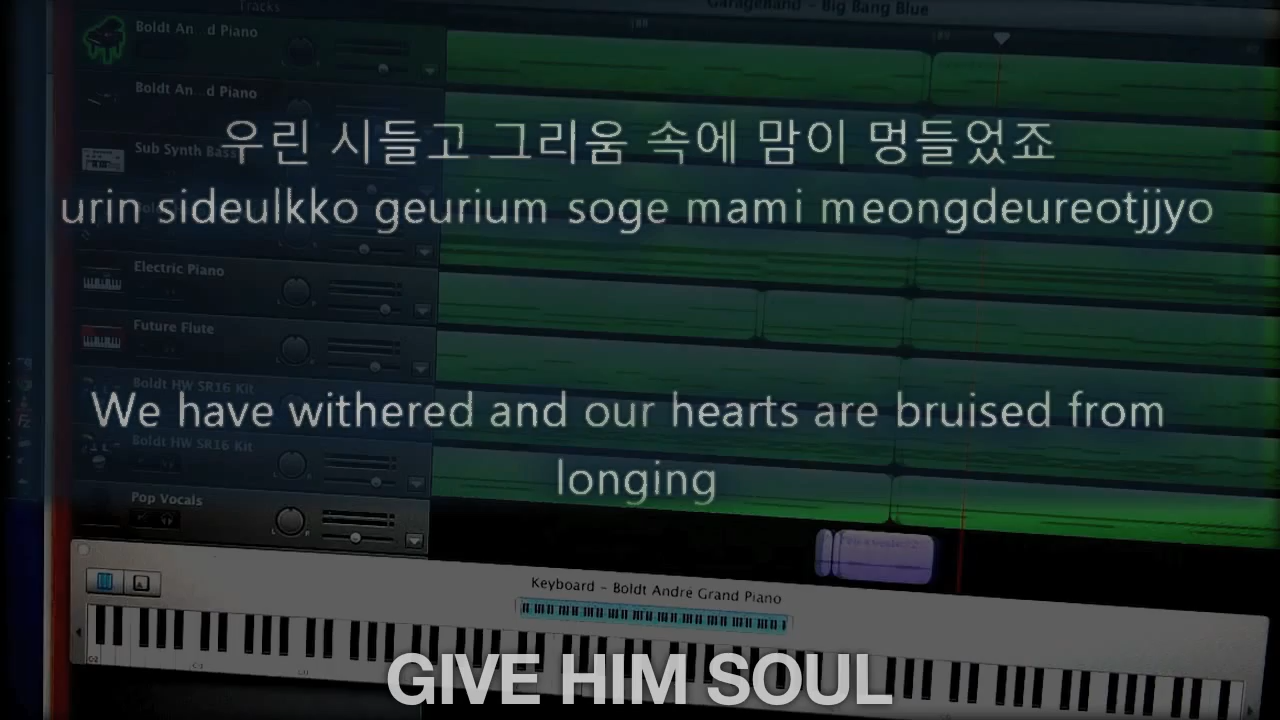 Tracks
GarageBand - Big Bang Blue
Boldt An...d Piano
Boldt An...d Piano
우린 시들고 그리움 속에 맘이 멍들었죠
Sub Synth Bass
urin sideulkko geurium soge mami meongdeureotjjyo
Electric Piano
Future Flute
Boldt HW SR16 Kit
We have withered and our hearts are bruised from
Boldt HW SR16 Kit
longing
Pop Vocals
Keyboard – Boldt André Grand Piano
GIVE HIM SOUL